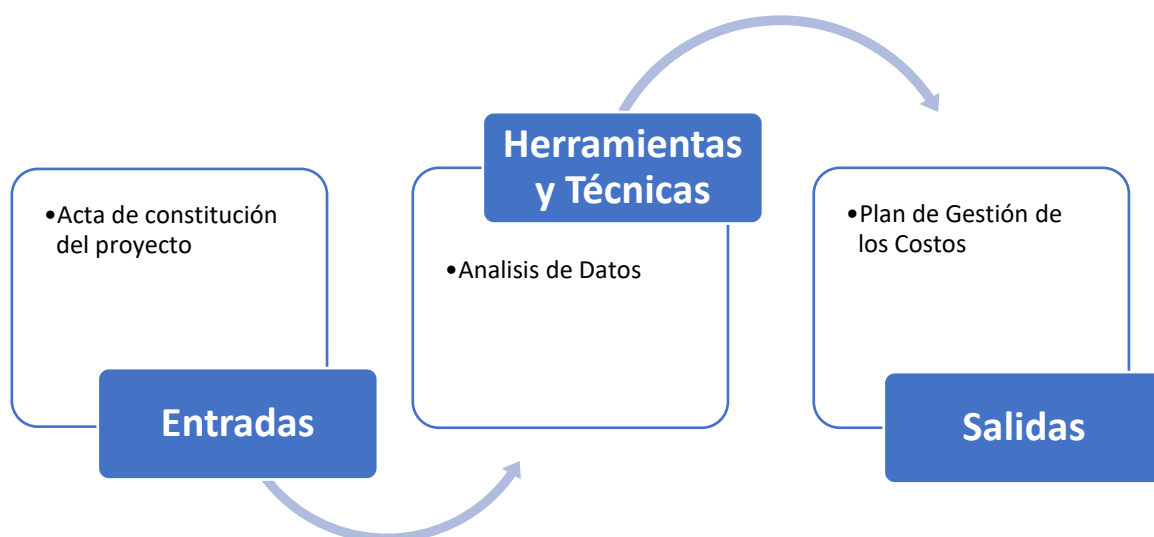 •Acta de constitución
del proyecto
Entradas
Herramientas
y Técnicas
•Analisis de Datos
•Plan de Gestión de
los Costos
Salidas